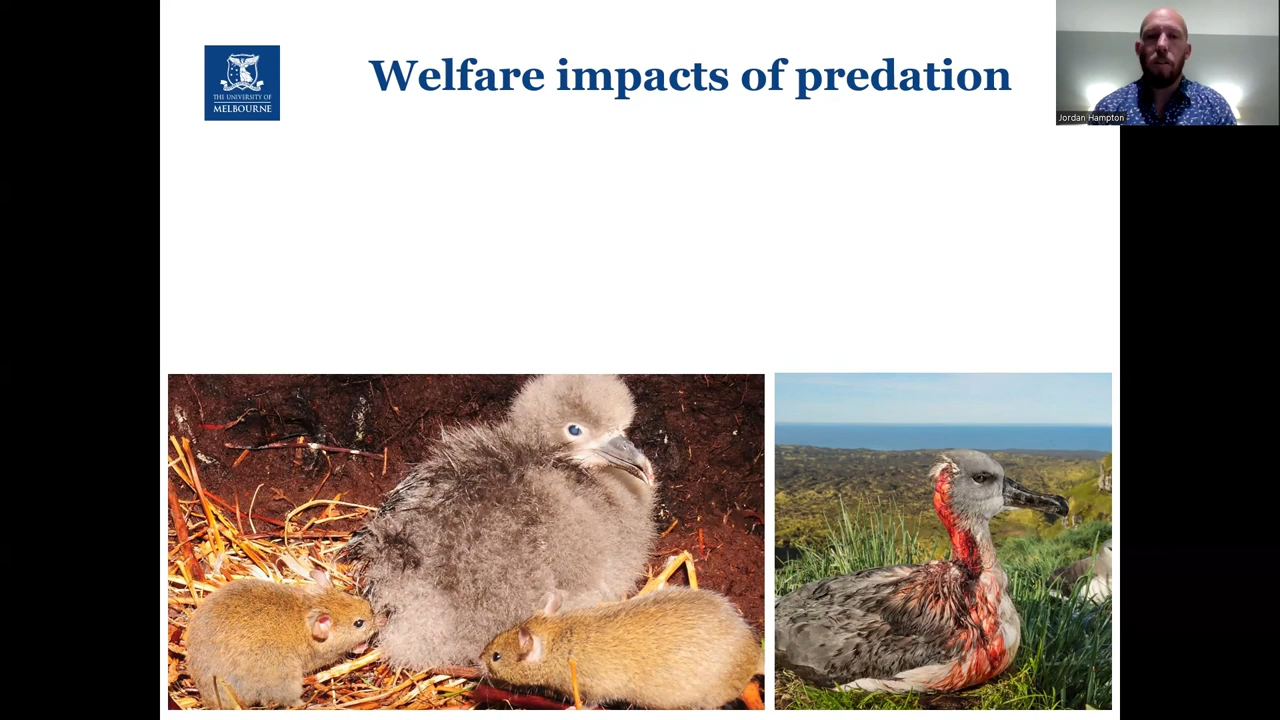 Welfare impacts of predation
THE UNIVERSITY OF
MELBOURNE
Jordan Hampton